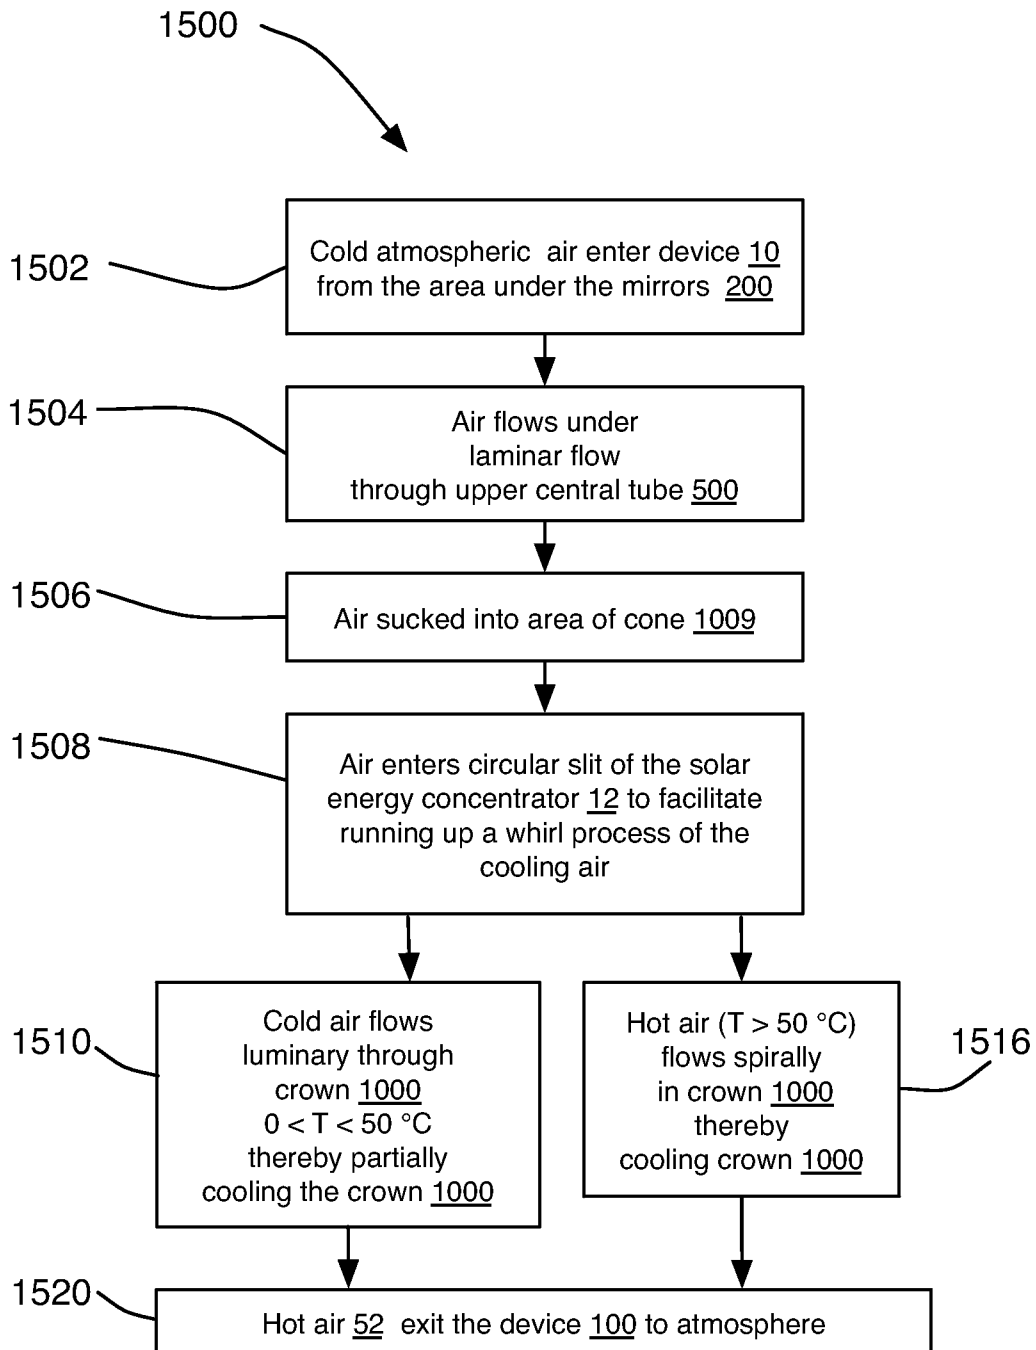 1500
1502
Cold atmospheric air enter device 10
from the area under the mirrors 200
1504
Air flows under
laminar flow
through upper central tube 500
1506
Air sucked into area of cone 1009
1508
Air enters circular slit of the solar
energy concentrator 12 to facilitate
running up a whirl process of the
cooling air
1510
Cold air flows
luminary through
crown 1000
0 < T < 50 °C
thereby partially
cooling the crown 1000
Hot air (T > 50 °C)
flows spirally
in crown 1000
thereby
cooling crown 1000
1516
1520
Hot air 52 exit the device 100 to atmosphere